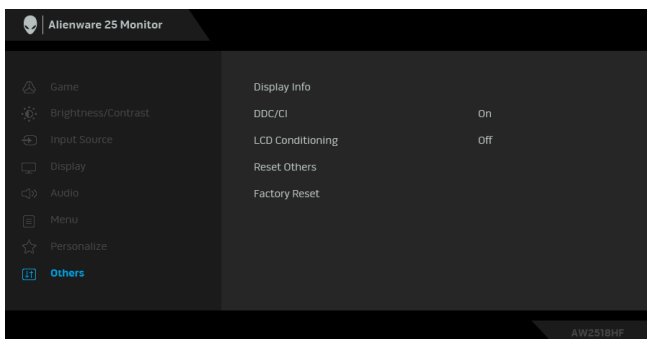 Alienware 25 Monitor
Game
Brightness/Contrast
Input Source
Display
Audio
Menu
Personalize
Others
Display Info
DDC/CI On
LCD Conditioning Off
Reset Others
Factory Reset
AW2518HF